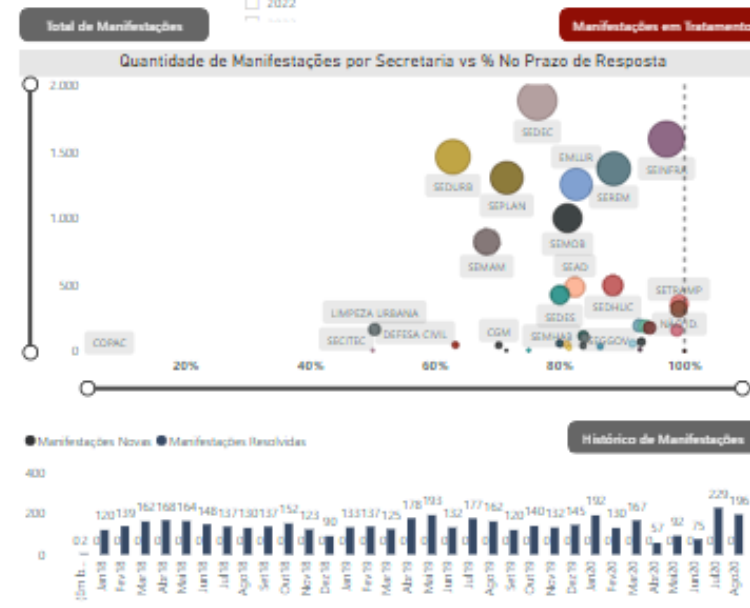 2022
Total de Manifestações
Manifestações em Tratamento
Quantidade de Manifestações por Secretaria vs % No Prazo de Resposta
2.000
SEDEC
1.500
EMLUR
SEINFRA
SEDURB
SEREM
SEPLAN
1.000
SEMOB
SEMAM
SEAD
500
SETRAMP
SEDHUC
LIMPEZA URBANA
SEDES
DEFESA CIVIL
CGM
SECITEC
SEMHAB
SEGGOV
COPAC
0
20% 40% 60% 80% 100%
Manifestações Novas Manifestações Resolvidas
Histórico de Manifestações
400
200
0
02 120 139 162 168 164 148 137 130 137 152 123 90 133 137 125 178 193 132 177 162 120 140 132 145 192 130 167 57 92 75 229 196
Jan18 Fev18 Mar18 Abr18 Mai18 Jun18 Jul18 Ago18 Set18 Out18 Nov18 Dez18 Jan19 Fev19 Mar19 Abr19 Mai19 Jun19 Jul19 Ago19 Set19 Out19 Nov19 Dez19 Jan20 Fev20 Mar20 Abr20 Mai20 Jun20 Jul20 Ago20